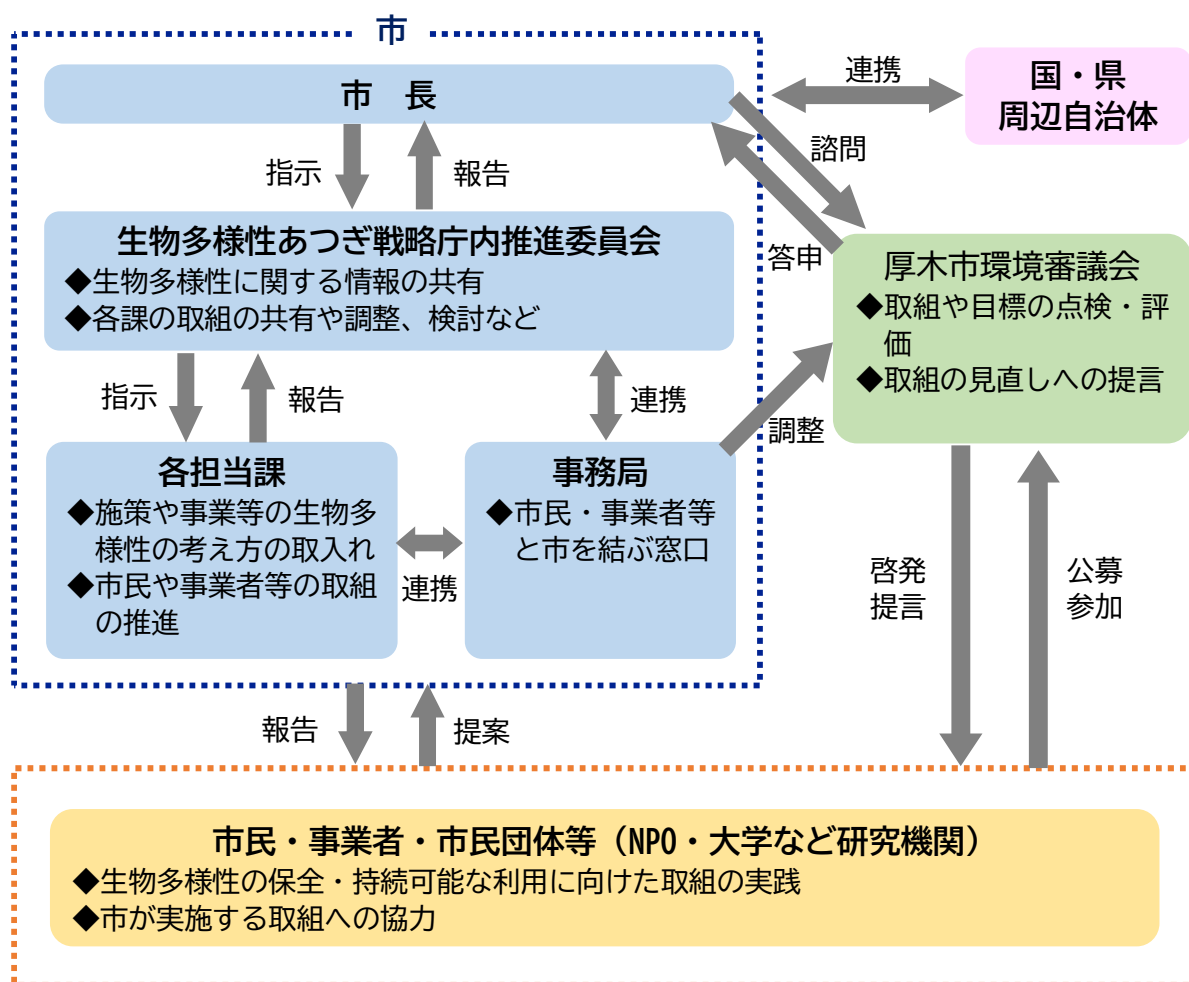 市
市 長
連携
国・県
周辺自治体
指示
報告
諮問
答申
生物多様性あつぎ戦略庁内推進委員会
◆生物多様性に関する情報の共有
◆各課の取組の共有や調整、検討など
厚木市環境審議会
◆取組や目標の点検・評
価
◆取組の見直しへの提言
指示
報告
連携
調整
各担当課
◆施策や事業等の生物多
様性の考え方の取入れ
◆市民や事業者等の取組
の推進
連携
事務局
◆市民・事業者等
と市を結ぶ窓口
啓発
提言
公募
参加
報告
提案
市民・事業者・市民団体等（NPO・大学など研究機関）
◆生物多様性の保全・持続可能な利用に向けた取組の実践
◆市が実施する取組への協力